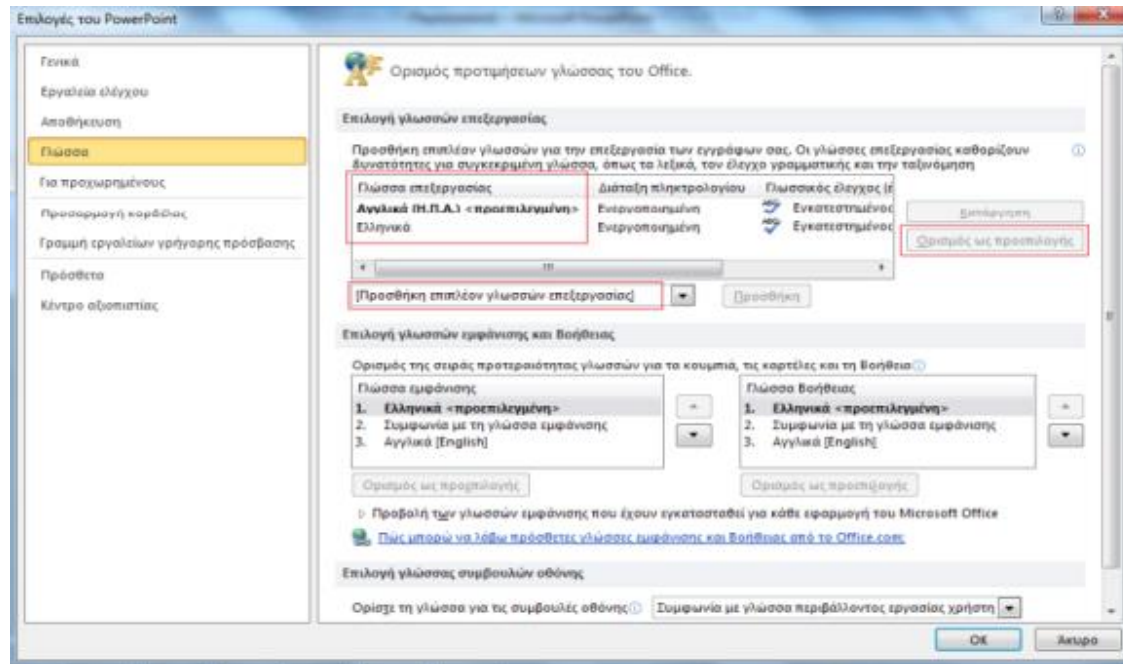 Επιλογές του PowerPoint
Γενικά
Εργαλεία ελέγχου
Αποθήκευση
Γλώσσα
Για προχωρημένους
Προσαρμογή κορδέλας
Γραμμή εργαλείων γρήγορης πρόσβασης
Πρόσθετα
Κέντρο αξιοπιστίας
Ορισμός προτιμήσεων γλώσσας του Office.
Επιλογή γλωσσών επεξεργασίας
Προσθήκη επιπλέον γλωσσών για την επεξεργασία των εγγράφων σας. Οι γλώσσες επεξεργασίας καθορίζουν
δυνατότητες για συγκεκριμένη γλώσσα, όπως τα λεξικά, τον έλεγχο γραμματικής και την ταξινόμηση
Γλώσσα επεξεργασίας Διάταξη πληκτρολογίου Γλωσσικός έλεγχος (
Αγγλικά (Η.Π.Α.) <προεπιλεγμένη> Ενεργοποιημένη Εγκατεστημένος
Ελληνικά Ενεργοποιημένη Εγκατεστημένος
Κατάργηση
Ορισμός ως προεπιλογής
[Προσθήκη επιπλέον γλωσσών επεξεργασίας] Προσθήκη
Επιλογή γλωσσών εμφάνισης και Βοήθειας
Ορισμός της σειράς προτεραιότητας γλωσσών για τα κουμπιά, τις καρτέλες και τη Βοήθεια
Γλώσσα εμφάνισης
1. Ελληνικά <προεπιλεγμένη>
2. Συμφωνία με τη γλώσσα εμφάνισης
3. Αγγλικά [English]
Ορισμός ως προεπιλογής
Γλώσσα Βοήθειας
1. Ελληνικά <προεπιλεγμένη>
2. Συμφωνία με τη γλώσσα εμφάνισης
3. Αγγλικά [English]
Ορισμός ως προεπιλογής
Προβολή των γλωσσών εμφάνισης που έχουν εγκατασταθεί για κάθε εφαρμογή του Microsoft Office
Πώς μπορώ να λάβω πρόσθετες γλώσσες εμφάνισης και Βοήθειας από το Office.com;
Επιλογή γλώσσας συμβουλών οθόνης
Ορίστε τη γλώσσα για τις συμβουλές οθόνης Συμφωνία με γλώσσα περιβάλλοντος εργασίας χρήστη
OK Άκυρο